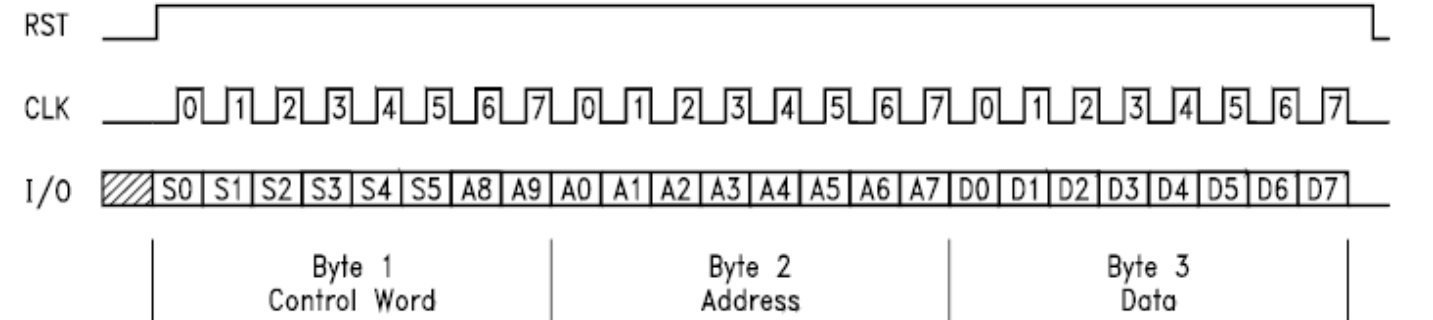 RST
CLK 0 1 2 3 4 5 6 7 0 1 2 3 4 5 6 7 0 1 2 3 4 5 6 7
I/O S0 S1 S2 S3 S4 S5 A8 A9 A0 A1 A2 A3 A4 A5 A6 A7 D0 D1 D2 D3 D4 D5 D6 D7
Byte 1 Byte 2 Byte 3
Control Word Address Data